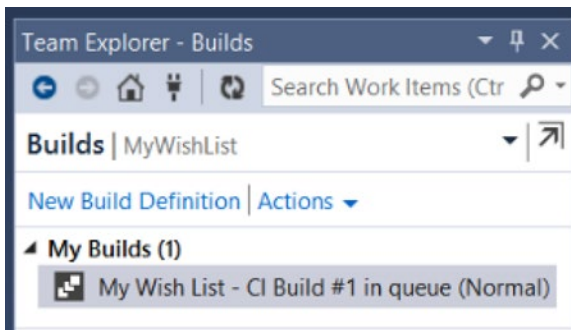 Team Explorer - Builds
Search Work Items (Ctr
Builds | MyWishList
New Build Definition | Actions
My Builds (1)
My Wish List - CI Build #1 in queue (Normal)